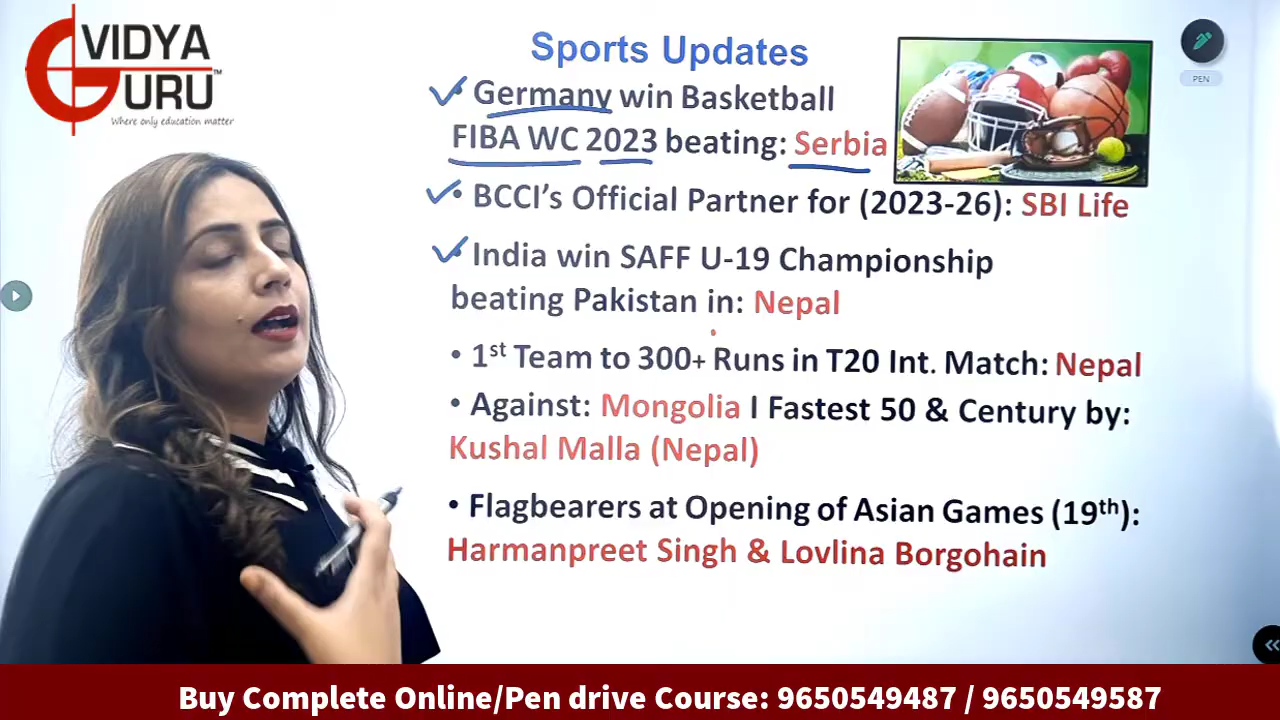 VIDYA
GURU™
Where only education matter
Sports Updates
PEN
• Germany win Basketball
FIBA WC 2023 beating: Serbia
• BCCI's Official Partner for (2023-26): SBI Life
• India win SAFF U-19 Championship
beating Pakistan in: Nepal
• 1st Team to 300+ Runs in T20 Int. Match: Nepal
• Against: Mongolia I Fastest 50 & Century by:
Kushal Malla (Nepal)
• Flagbearers at Opening of Asian Games (19th):
Harmanpreet Singh & Lovlina Borgohain
Buy Complete Online/Pen drive Course: 9650549487 / 9650549587